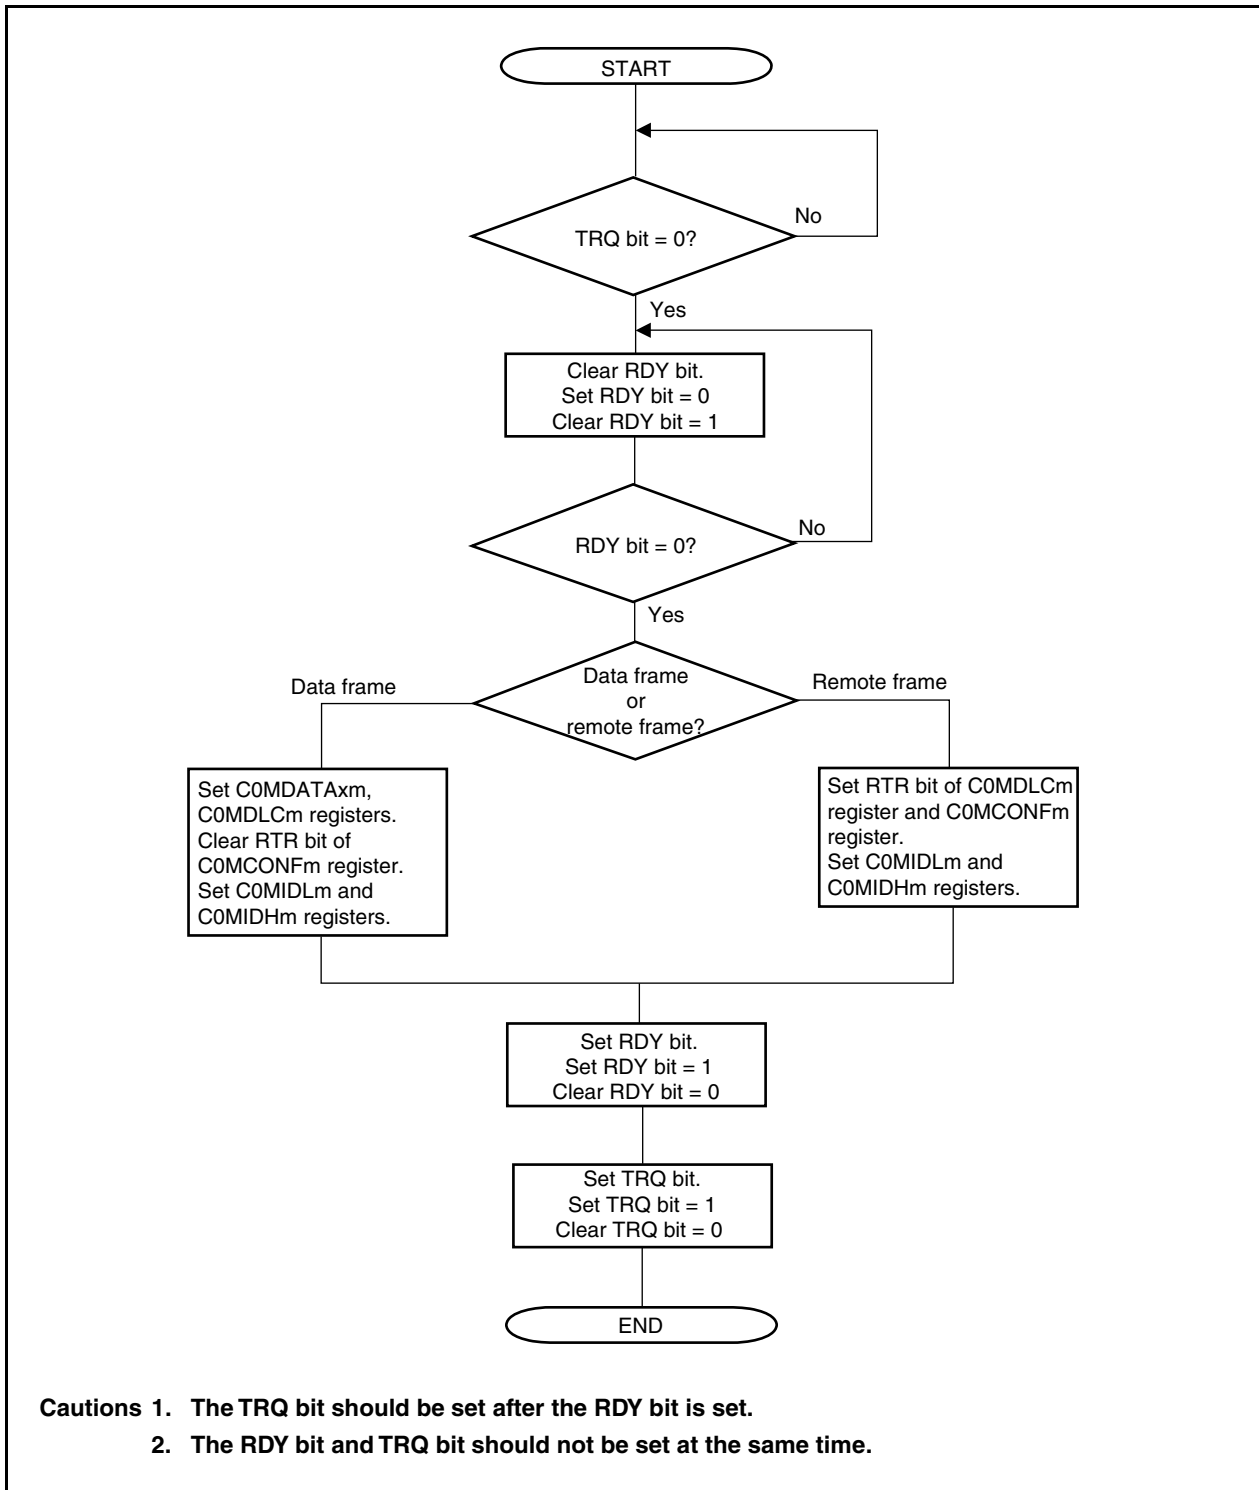 START
No
TRQ bit = 0?
Yes
Clear RDY bit.
Set RDY bit = 0
Clear RDY bit = 1
No
RDY bit = 0?
Yes
Data frame
Data frame
or
remote frame?
Remote frame
Set C0MDATAxm,
C0MDLCm registers.
Clear RTR bit of
C0MCONFm register.
Set C0MIDLm and
C0MIDHm registers.
Set RTR bit of C0MDLCm
register and C0MCONFm
register.
Set C0MIDLm and
C0MIDHm registers.
Set RDY bit.
Set RDY bit = 1
Clear RDY bit = 0
Set TRQ bit.
Set TRQ bit = 1
Clear TRQ bit = 0
END
Cautions 1. The TRQ bit should be set after the RDY bit is set.
2. The RDY bit and TRQ bit should not be set at the same time.